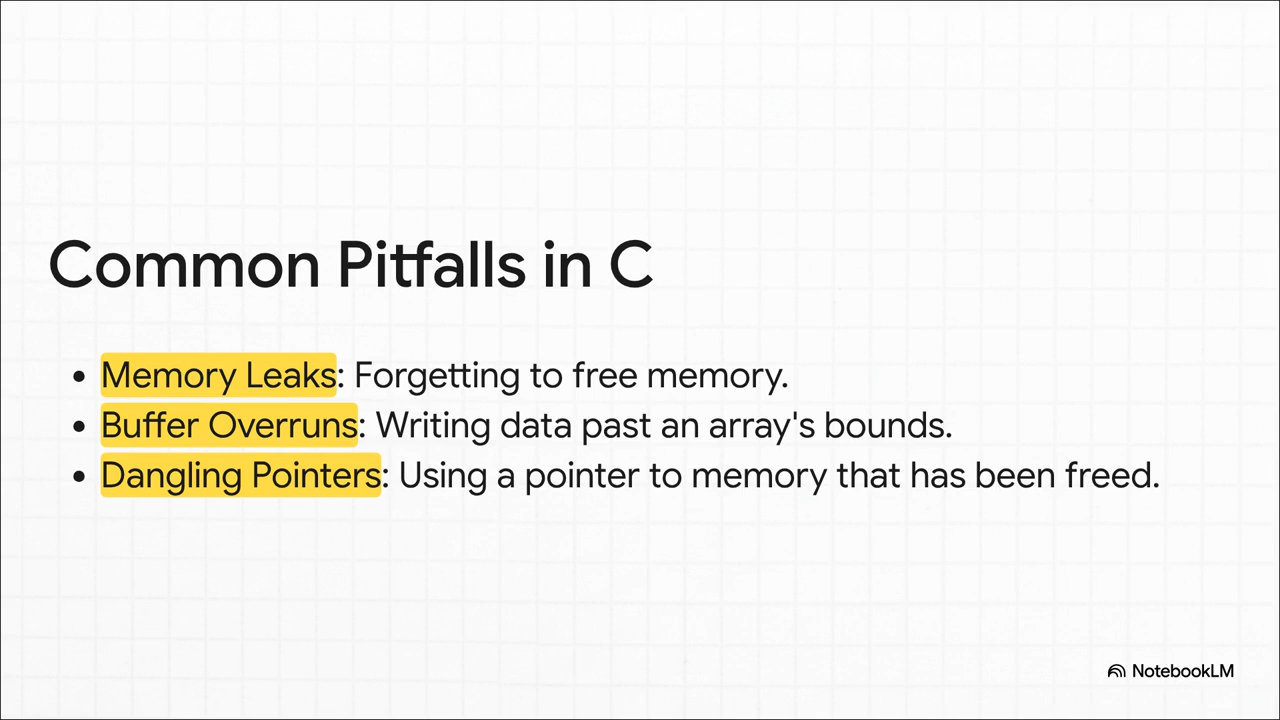 Common Pitfalls in C
• Memory Leaks: Forgetting to free memory.
• Buffer Overruns: Writing data past an array's bounds.
• Dangling Pointers: Using a pointer to memory that has been freed.
NotebookLM